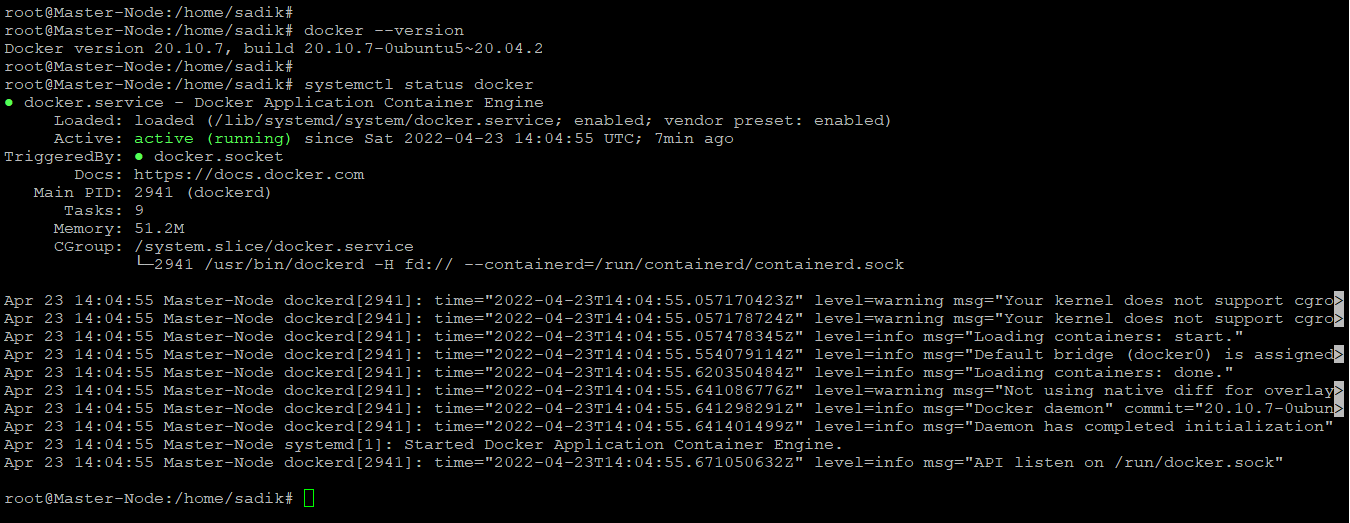 root@Master-Node:/home/sadik#
root@Master-Node:/home/sadik# docker --version
Docker version 20.10.7, build 20.10.7-0ubuntu5~20.04.2
root@Master-Node:/home/sadik#
root@Master-Node:/home/sadik# systemctl status docker
● docker.service - Docker Application Container Engine
     Loaded: loaded (/lib/systemd/system/docker.service; enabled; vendor preset: enabled)
     Active: active (running) since Sat 2022-04-23 14:04:55 UTC; 7min ago
TriggeredBy: ● docker.socket
       Docs: https://docs.docker.com
   Main PID: 2941 (dockerd)
      Tasks: 9
     Memory: 51.2M
     CGroup: /system.slice/docker.service
             └─2941 /usr/bin/dockerd -H fd:// --containerd=/run/containerd/containerd.sock
Apr 23 14:04:55 Master-Node dockerd[2941]: time="2022-04-23T14:04:55.057170423Z" level=warning msg="Your kernel does not support cgro>
Apr 23 14:04:55 Master-Node dockerd[2941]: time="2022-04-23T14:04:55.057178724Z" level=warning msg="Your kernel does not support cgro>
Apr 23 14:04:55 Master-Node dockerd[2941]: time="2022-04-23T14:04:55.057478345Z" level=info msg="Loading containers: start."
Apr 23 14:04:55 Master-Node dockerd[2941]: time="2022-04-23T14:04:55.554079114Z" level=info msg="Default bridge (docker0) is assigned>
Apr 23 14:04:55 Master-Node dockerd[2941]: time="2022-04-23T14:04:55.620350484Z" level=info msg="Loading containers: done."
Apr 23 14:04:55 Master-Node dockerd[2941]: time="2022-04-23T14:04:55.641086776Z" level=warning msg="Not using native diff for overlay>
Apr 23 14:04:55 Master-Node dockerd[2941]: time="2022-04-23T14:04:55.641298291Z" level=info msg="Docker daemon" commit="20.10.7-0ubun>
Apr 23 14:04:55 Master-Node dockerd[2941]: time="2022-04-23T14:04:55.641401499Z" level=info msg="Daemon has completed initialization"
Apr 23 14:04:55 Master-Node systemd[1]: Started Docker Application Container Engine.
Apr 23 14:04:55 Master-Node dockerd[2941]: time="2022-04-23T14:04:55.671050632Z" level=info msg="API listen on /run/docker.sock"
root@Master-Node:/home/sadik#